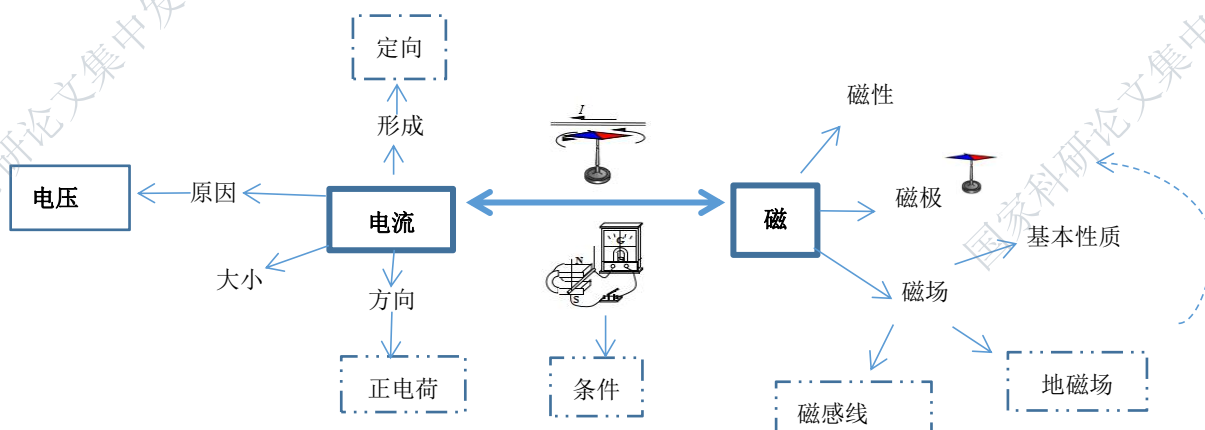 定向
形成
I
磁性
电压
原因
电流
磁
磁极
基本性质
大小
方向
G
N
S
磁场
正电荷
条件
磁感线
地磁场
研论文集中发
国家科研论文集中